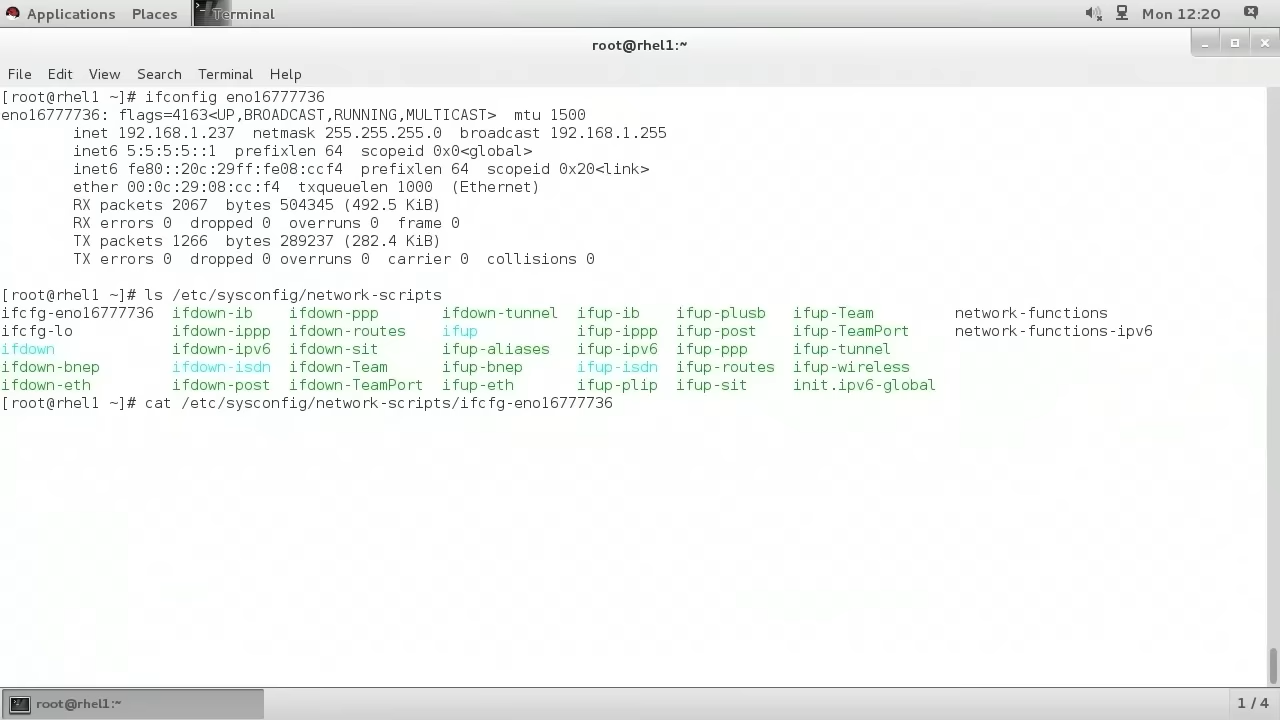 Applications Places Terminal Mon 12:20
root@rhel1:~
File Edit View Search Terminal Help
[root@rhel1 ~]# ifconfig eno16777736
eno16777736: flags=4163<UP,BROADCAST,RUNNING,MULTICAST>  mtu 1500
        inet 192.168.1.237  netmask 255.255.255.0  broadcast 192.168.1.255
        inet6 5:5:5:5::1  prefixlen 64  scopeid 0x0<global>
        inet6 fe80::20c:29ff:fe08:ccf4  prefixlen 64  scopeid 0x20<link>
        ether 00:0c:29:08:cc:f4  txqueuelen 1000  (Ethernet)
        RX packets 2067  bytes 504345 (492.5 KiB)
        RX errors 0  dropped 0  overruns 0  frame 0
        TX packets 1266  bytes 289237 (282.4 KiB)
        TX errors 0  dropped 0 overruns 0  carrier 0  collisions 0
[root@rhel1 ~]# ls /etc/sysconfig/network-scripts
ifcfg-eno16777736  ifdown-ib    ifdown-ppp       ifdown-tunnel  ifup-ib    ifup-plusb   ifup-Team         network-functions
ifcfg-lo           ifdown-ippp  ifdown-routes    ifup           ifup-ippp  ifup-post    ifup-TeamPort     network-functions-ipv6
ifdown             ifdown-ipv6  ifdown-sit       ifup-aliases   ifup-ipv6  ifup-ppp     ifup-tunnel
ifdown-bnep        ifdown-isdn  ifdown-Team      ifup-bnep      ifup-isdn  ifup-routes  ifup-wireless
ifdown-eth         ifdown-post  ifdown-TeamPort  ifup-eth       ifup-plip  ifup-sit     init.ipv6-global
[root@rhel1 ~]# cat /etc/sysconfig/network-scripts/ifcfg-eno16777736
root@rhel1:~ 1 / 4